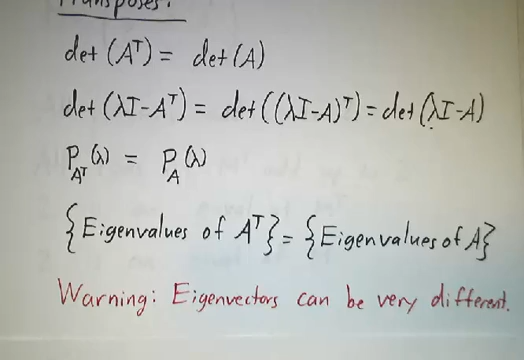 Transposes:
det(Aᵀ) = det(A)
det(λI-Aᵀ) = det((λI-A)ᵀ) = det(λI-A)
P_Aᵀ(λ) = P_A(λ)
{Eigenvalues of Aᵀ} = {Eigenvalues of A}
Warning: Eigenvectors can be very different.